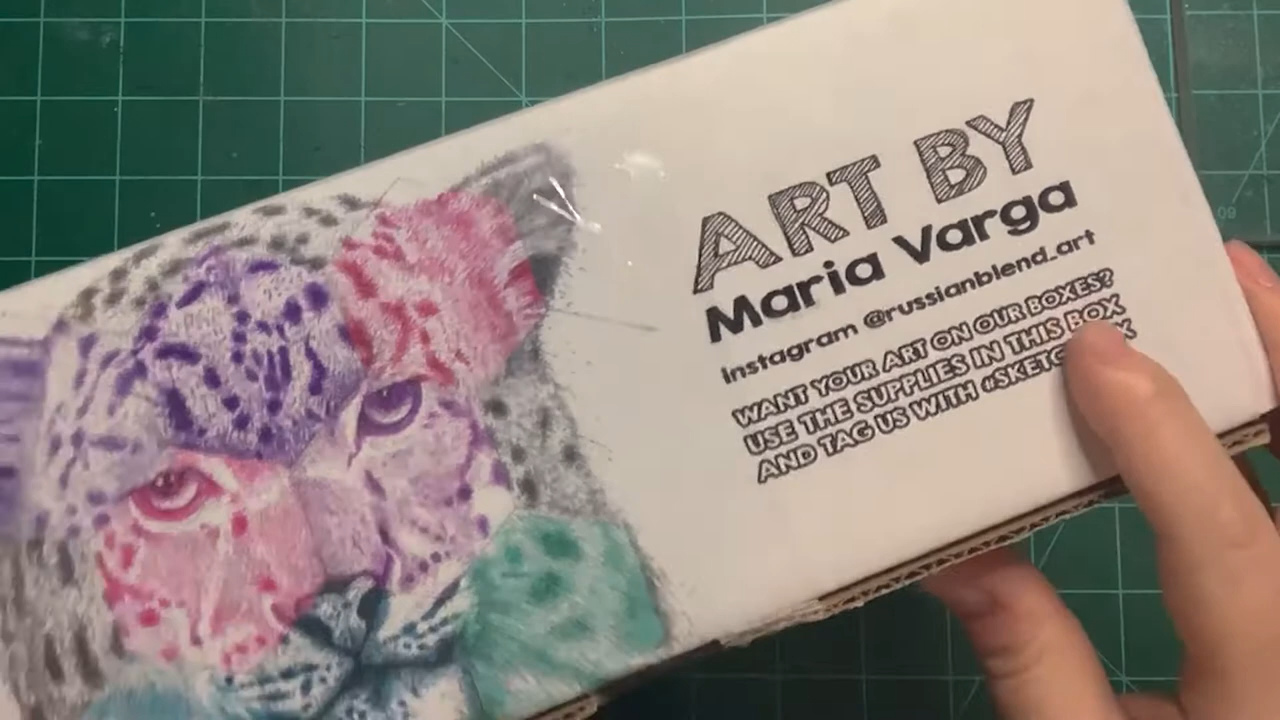 ART BY
Maria Varga
Instagram @russianblend_art
WANT YOUR ART ON OUR BOXES?
USE THE SUPPLIES IN THIS BOX
AND TAG US WITH
60